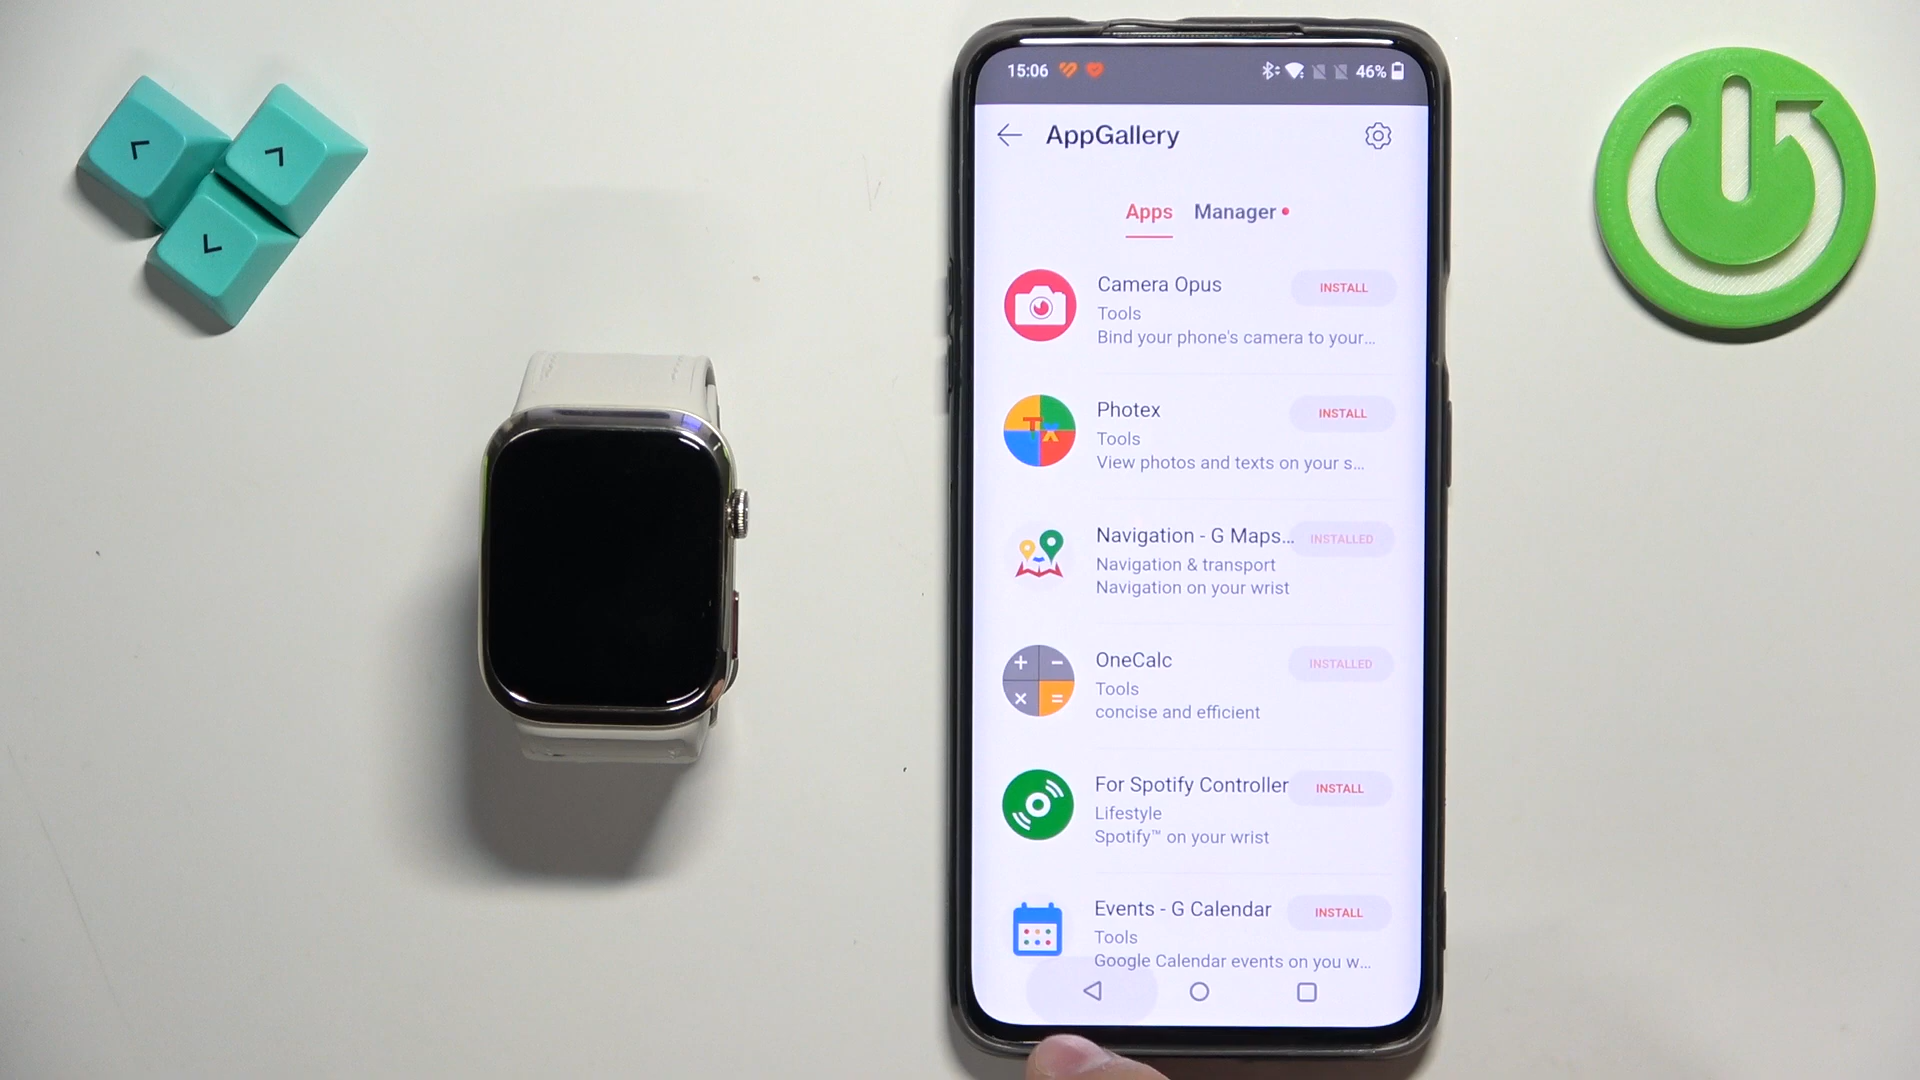 15:06
46%
AppGallery
Apps
Manager
Camera Opus
INSTALL
Tools
Bind your phone's camera to your...
Photex
INSTALL
Tools
View photos and texts on your s...
Navigation - G Maps...
INSTALLED
Navigation & transport
Navigation on your wrist
OneCalc
INSTALLED
Tools
concise and efficient
For Spotify Controller
INSTALL
Lifestyle
Spotify™ on your wrist
Events - G Calendar
INSTALL
Tools
Google Calendar events on you w...